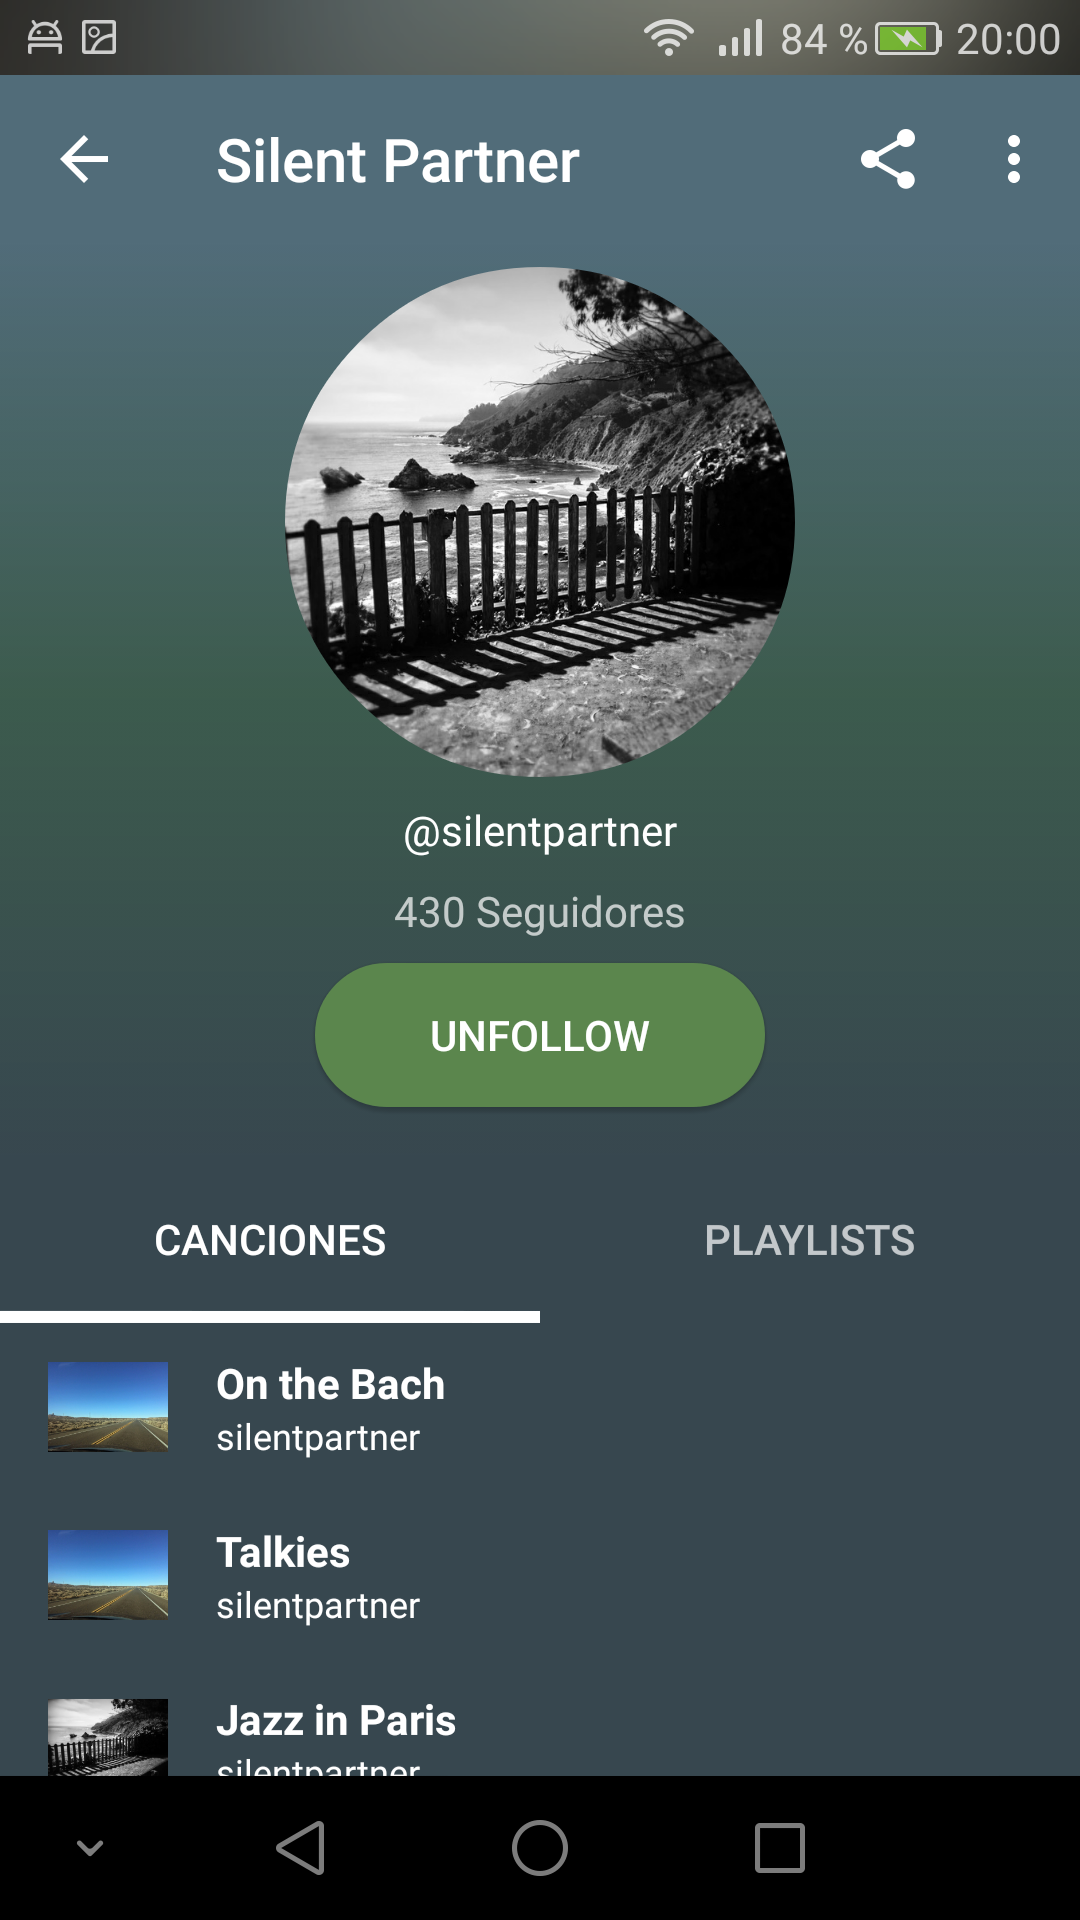 84 % 20:00
Silent Partner
@silentpartner
430 Seguidores
UNFOLLOW
CANCIONES PLAYLISTS
On the Bach
silentpartner
Talkies
silentpartner
Jazz in Paris
silentpartner